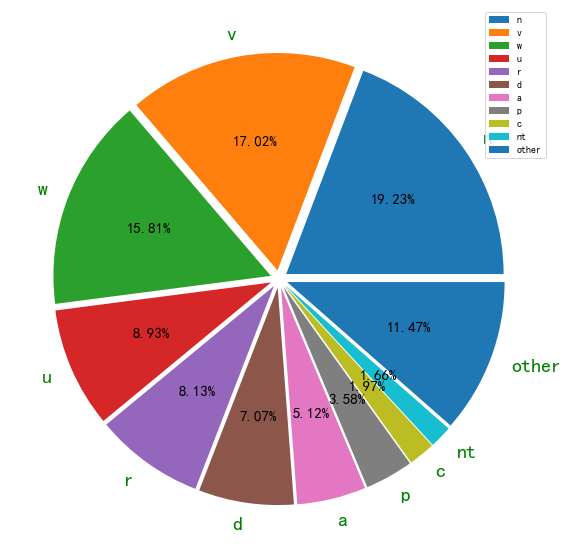 n
v
w
u
r
d
a
p
c
nt
other
v
17.02%
19.23%
w
15.81%
11.47%
8.93%
other
1.66%
1.97%
u
8.13%
3.58%
5.12%
7.07%
nt
c
r
p
a
d